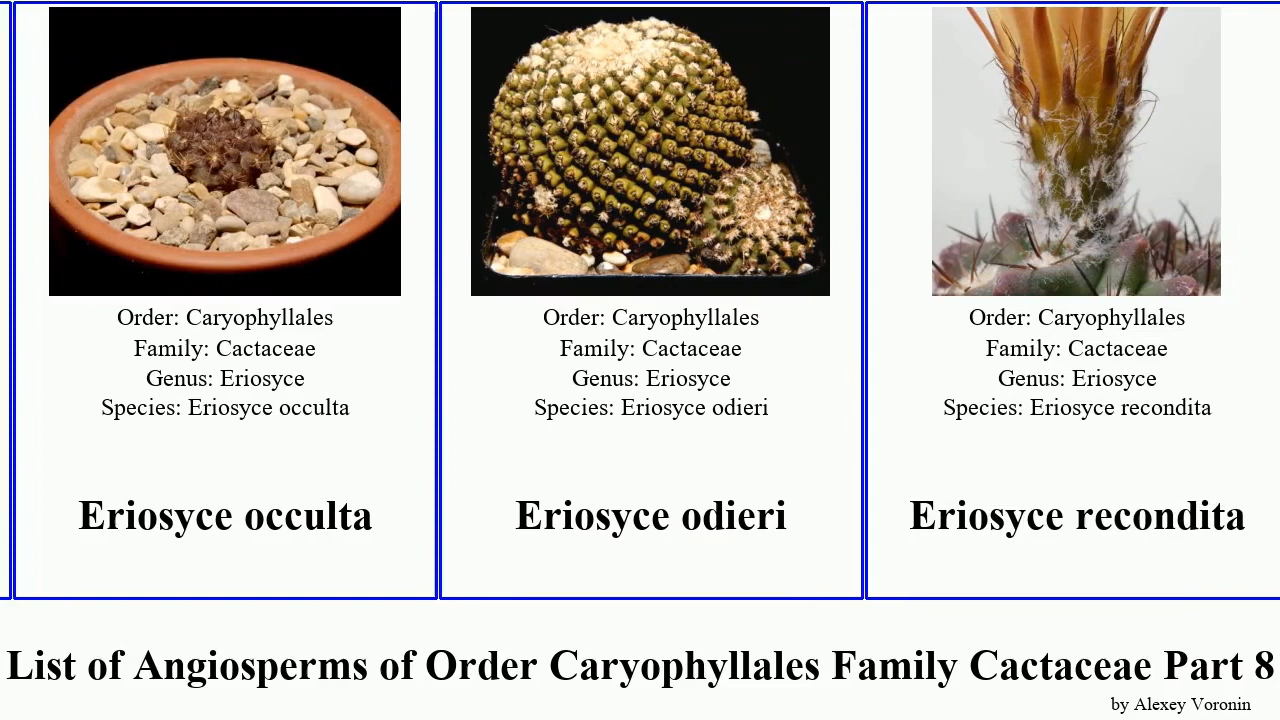 Order: Caryophyllales
Family: Cactaceae
Genus: Eriosyce
Species: Eriosyce occulta
Eriosyce occulta
Order: Caryophyllales
Family: Cactaceae
Genus: Eriosyce
Species: Eriosyce odieri
Eriosyce odieri
Order: Caryophyllales
Family: Cactaceae
Genus: Eriosyce
Species: Eriosyce recondita
Eriosyce recondita
List of Angiosperms of Order Caryophyllales Family Cactaceae Part 8
by Alexey Voronin